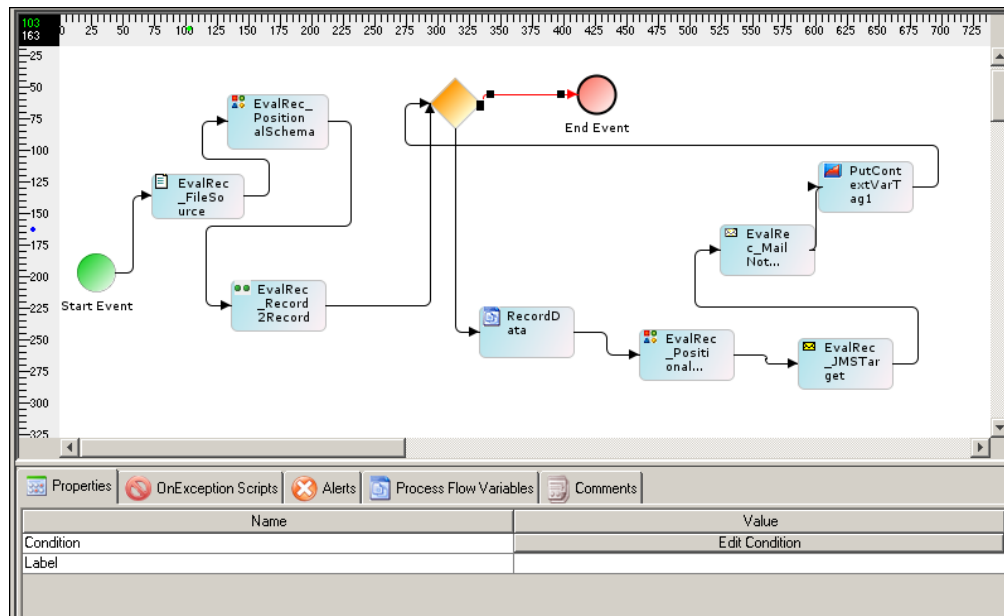 103
163
0 25 50 75 100 125 150 175 200 225 250 275 300 325 350 375 400 425 450 475 500 525 550 575 600 625 650 675 700 725
25
50
75
100
125
150
175
200
225
250
275
300
325
EvalRec_
Position
alSchema
End Event
EvalRec
_FileSo
urce
PutCont
extVarT
ag1
EvalRe
c_Mail
Not...
Start Event
EvalRec
_Record
2Record
RecordD
ata
EvalRec
_Positi
onal...
EvalRec
_JMSTar
get
Properties OnException Scripts Alerts Process Flow Variables Comments
Name Value
Condition Edit Condition
Label